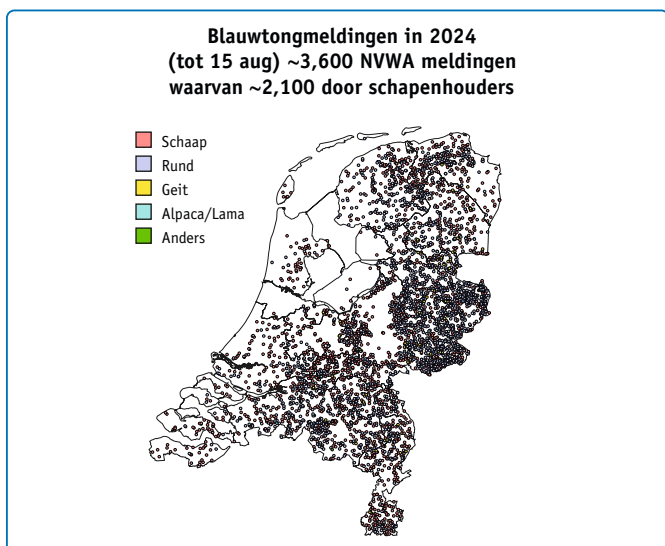 Blauwtongmeldingen in 2024
(tot 15 aug) ~3,600 NVWA meldingen
waarvan ~2,100 door schapenhouders
Schaap
Rund
Geit
Alpaca/Lama
Anders